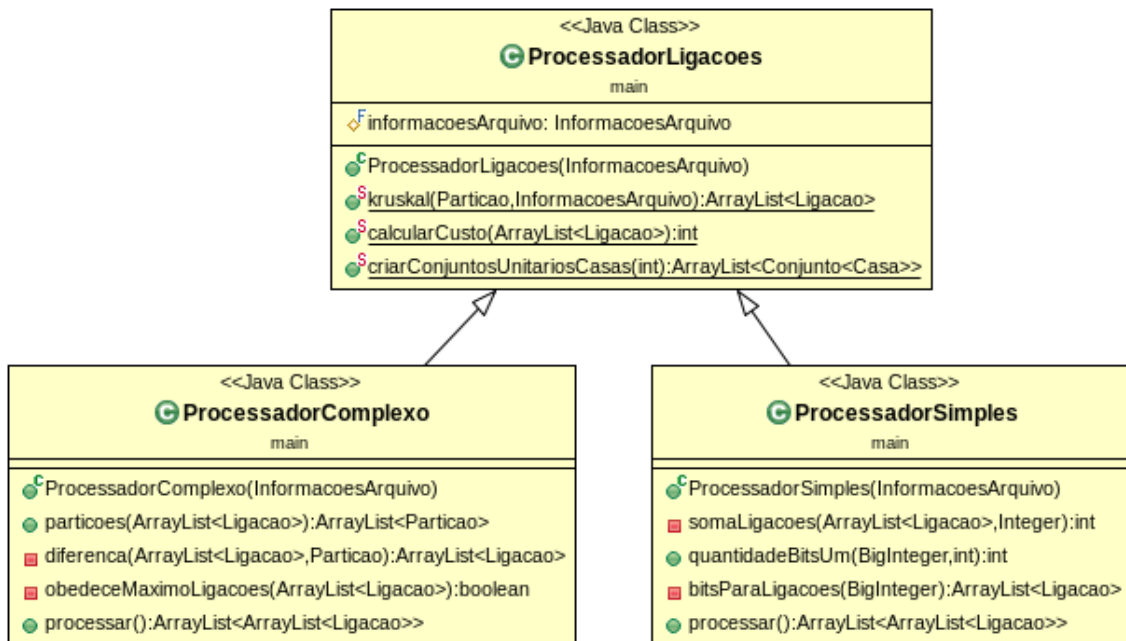 <<Java Class>>
C ProcessadorLigacoes
main
F informacoesArquivo: InformacoesArquivo
C ProcessadorLigacoes(InformacoesArquivo)
S kruskal(Particao,InformacoesArquivo):ArrayList<Ligacao>
S calcularCusto(ArrayList<Ligacao>):int
S criarConjuntosUnitariosCasas(int):ArrayList<Conjunto<Casa>>
<<Java Class>>
C ProcessadorComplexo
main
C ProcessadorComplexo(InformacoesArquivo)
particoes(ArrayList<Ligacao>):ArrayList<Particao>
diferenca(ArrayList<Ligacao>,Particao):ArrayList<Ligacao>
obedeceMaximoLigacoes(ArrayList<Ligacao>):boolean
processar():ArrayList<ArrayList<Ligacao>>
<<Java Class>>
C ProcessadorSimples
main
C ProcessadorSimples(InformacoesArquivo)
somaLigacoes(ArrayList<Ligacao>,Integer):int
quantidadeBitsUm(BigInteger,int):int
bitsParaLigacoes(BigInteger):ArrayList<Ligacao>
processar():ArrayList<ArrayList<Ligacao>>